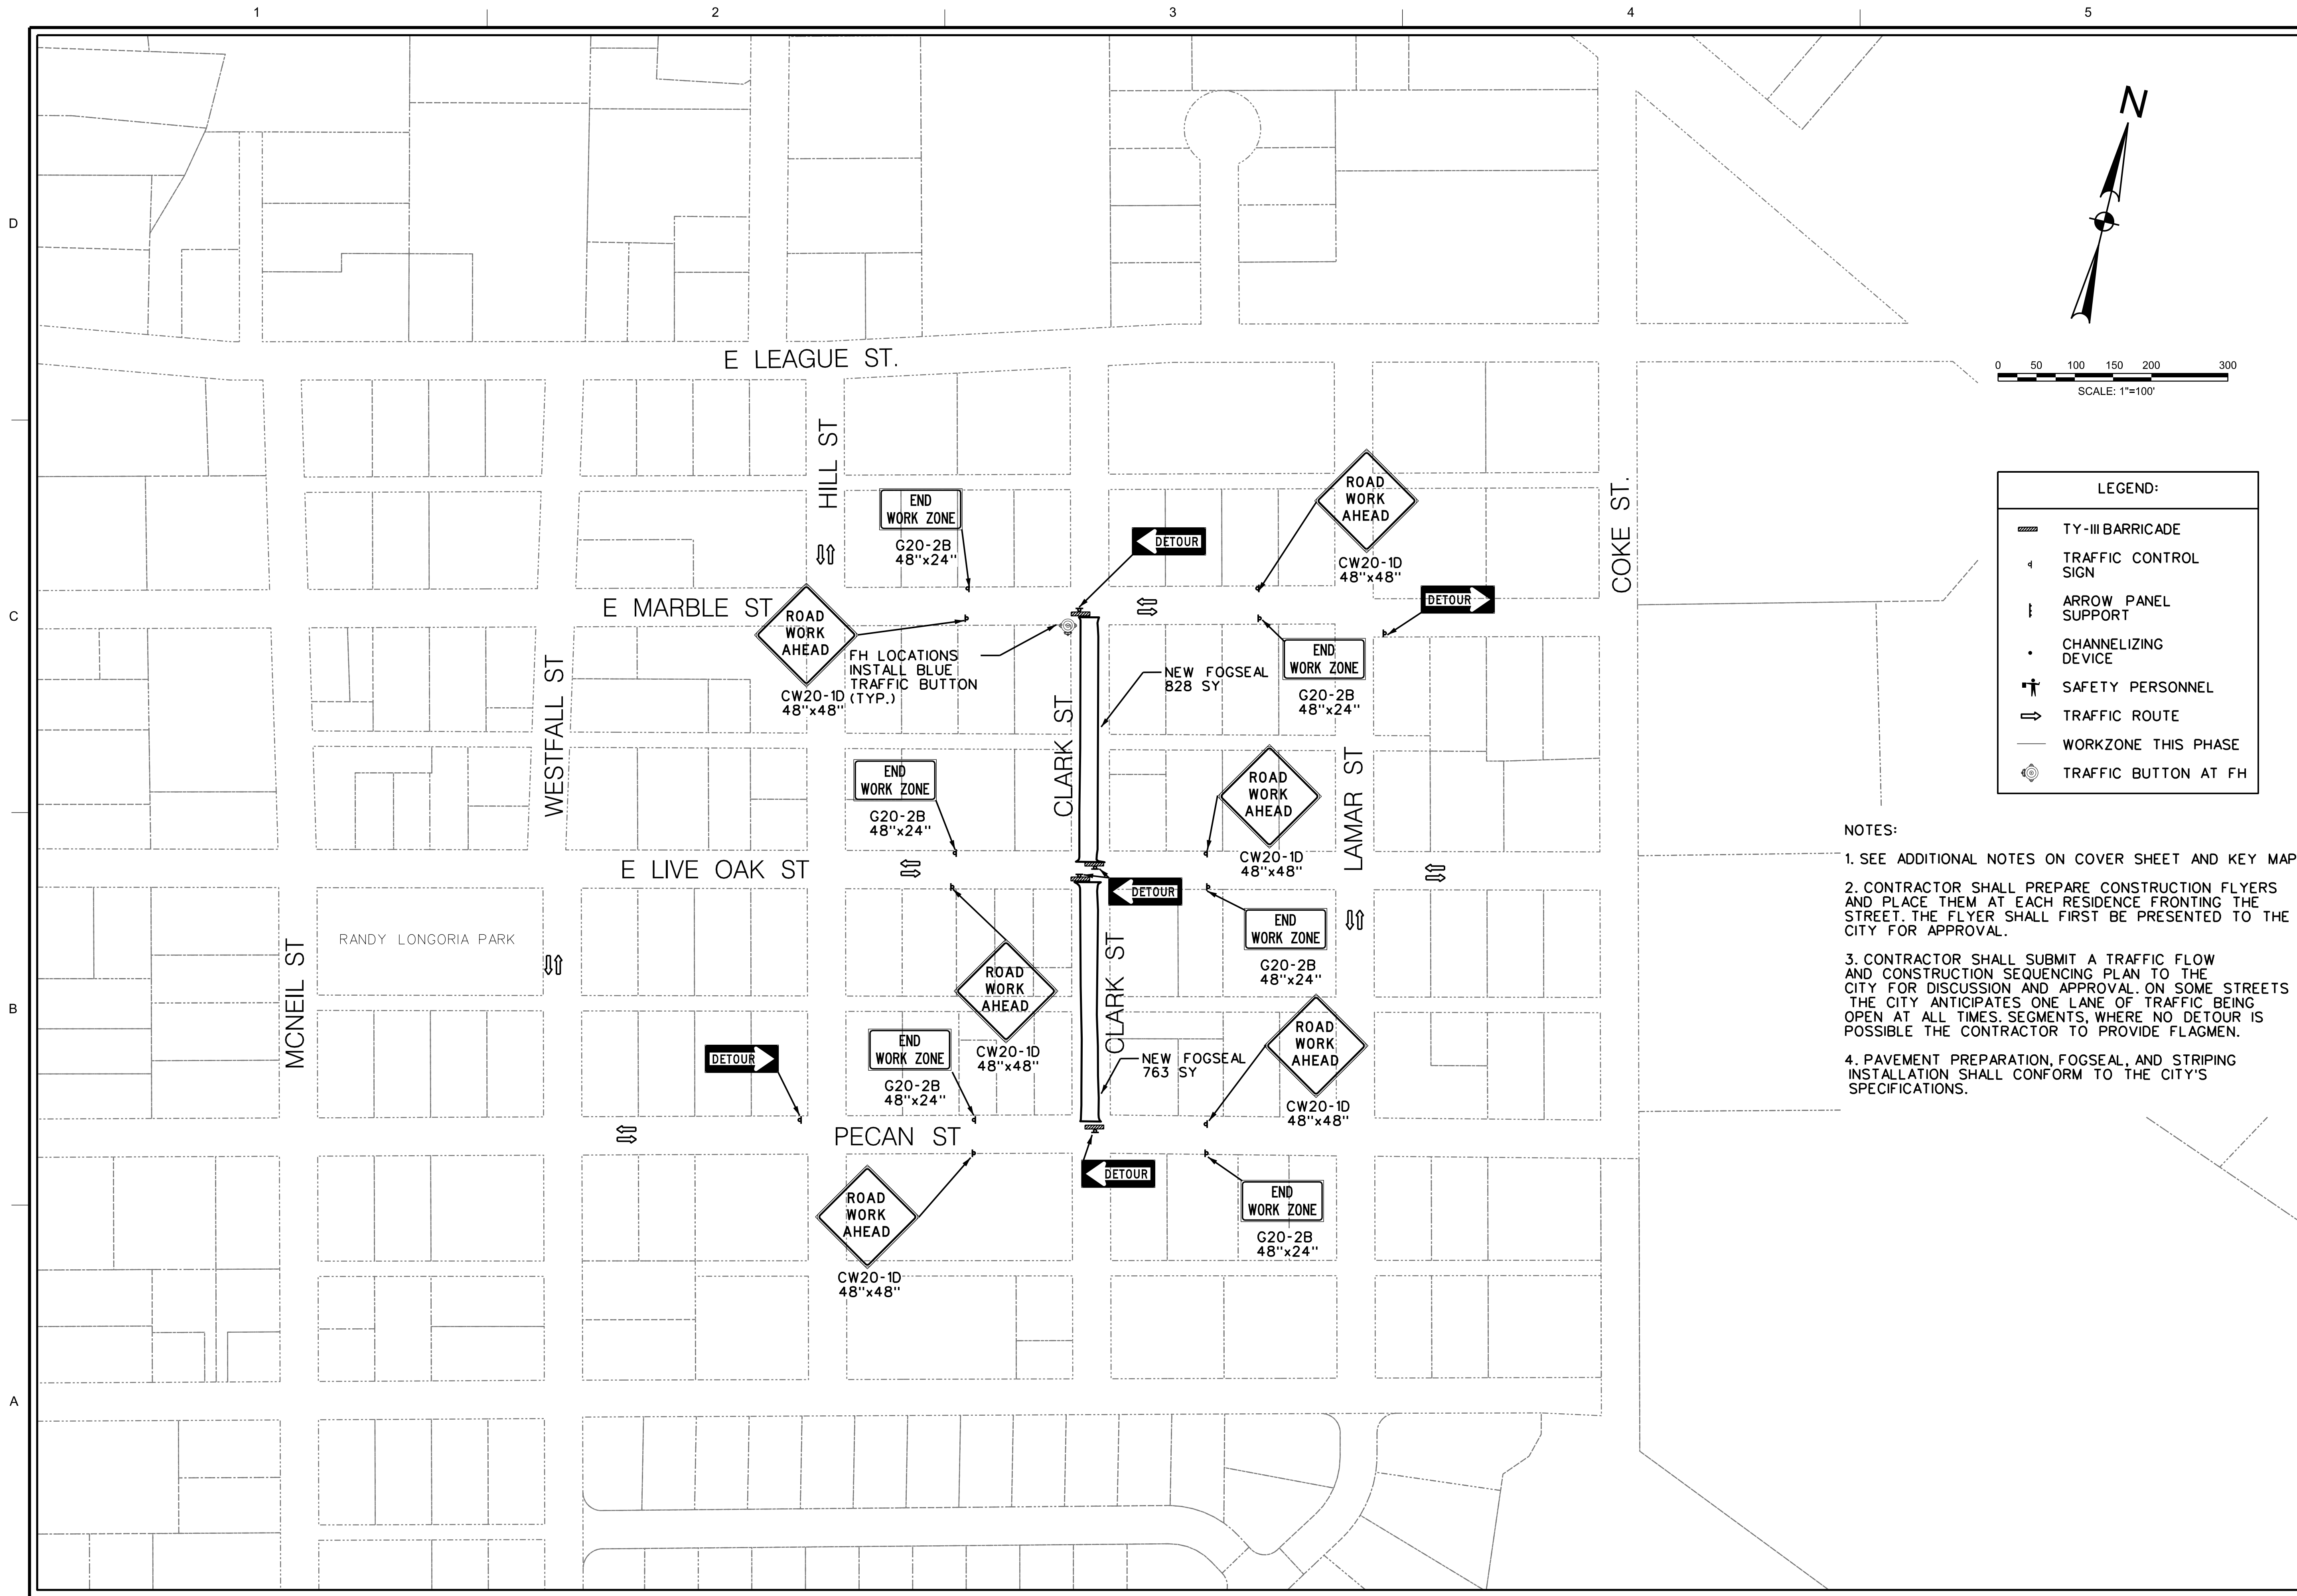 1
2
3
4
5
D
C
B
A
N
E LEAGUE ST.
0 50 100 150 200 300
SCALE: 1"=100'
HILL ST
COKE ST.
END
WORK ZONE
G20-2B
48"x24"
DETOUR
ROAD
WORK
AHEAD
CW20-1D
48"x48"
DETOUR
E MARBLE ST
ROAD
WORK
AHEAD
CW20-1D
48"x48"
FH LOCATIONS
INSTALL BLUE
TRAFFIC BUTTON
(TYP.)
END
WORK ZONE
G20-2B
48"x24"
NEW FOGSEAL
828 SY
WESTFALL ST
CLARK ST
LAMAR ST
END
WORK ZONE
G20-2B
48"x24"
ROAD
WORK
AHEAD
CW20-1D
48"x48"
E LIVE OAK ST
DETOUR
END
WORK ZONE
G20-2B
48"x24"
RANDY LONGORIA PARK
MCNEIL ST
CLARK ST
ROAD
WORK
AHEAD
CW20-1D
48"x48"
ROAD
WORK
AHEAD
CW20-1D
48"x48"
DETOUR
END
WORK ZONE
G20-2B
48"x24"
NEW FOGSEAL
763 SY
PECAN ST
DETOUR
ROAD
WORK
AHEAD
CW20-1D
48"x48"
END
WORK ZONE
G20-2B
48"x24"
LEGEND:
TY-III BARRICADE
TRAFFIC CONTROL
SIGN
ARROW PANEL
SUPPORT
CHANNELIZING
DEVICE
SAFETY PERSONNEL
TRAFFIC ROUTE
WORKZONE THIS PHASE
TRAFFIC BUTTON AT FH
NOTES:
1. SEE ADDITIONAL NOTES ON COVER SHEET AND KEY MAP
2. CONTRACTOR SHALL PREPARE CONSTRUCTION FLYERS
AND PLACE THEM AT EACH RESIDENCE FRONTING THE
STREET. THE FLYER SHALL FIRST BE PRESENTED TO THE
CITY FOR APPROVAL.
3. CONTRACTOR SHALL SUBMIT A TRAFFIC FLOW
AND CONSTRUCTION SEQUENCING PLAN TO THE
CITY FOR DISCUSSION AND APPROVAL. ON SOME STREETS
THE CITY ANTICIPATES ONE LANE OF TRAFFIC BEING
OPEN AT ALL TIMES. SEGMENTS, WHERE NO DETOUR IS
POSSIBLE THE CONTRACTOR TO PROVIDE FLAGMEN.
4. PAVEMENT PREPARATION, FOGSEAL, AND STRIPING
INSTALLATION SHALL CONFORM TO THE CITY'S
SPECIFICATIONS.